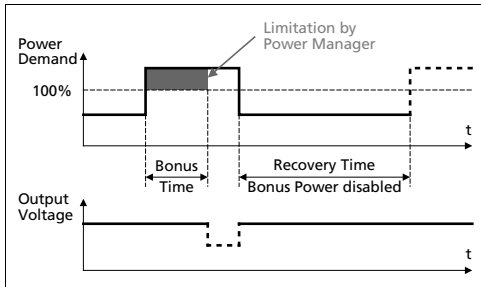 Limitation by
Power Manager
Power
Demand
100%
t
Bonus
Time
Recovery Time
Bonus Power disabled
Output
Voltage
t